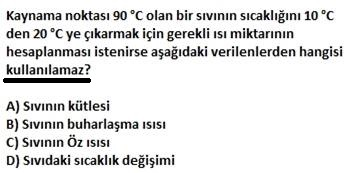 Kaynama noktası 90 °C olan bir sıvının sıcaklığını 10 °C
den 20 °C ye çıkarmak için gerekli ısı miktarının
hesaplanması istenirse aşağıdaki verilenlerden hangisi
kullanılamaz?
A) Sıvının kütlesi
B) Sıvının buharlaşma ısısı
C) Sıvının Öz ısısı
D) Sıvıdaki sıcaklık değişimi